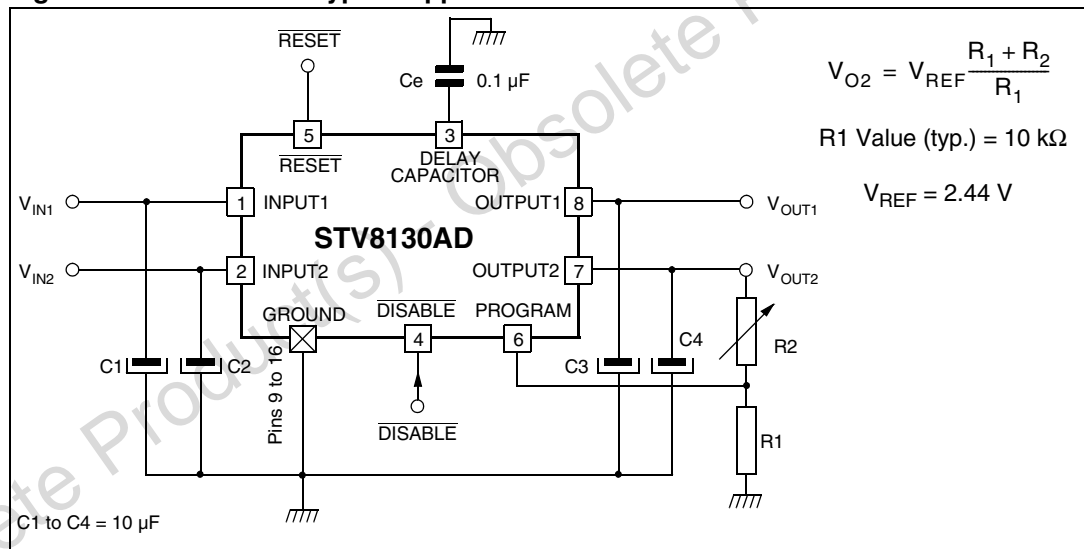 RESET
Ce
0.1 µF
V_O2 = V_REF (R_1 + R_2) / R_1
5
3
RESET
DELAY
CAPACITOR
R1 Value (typ.) = 10 kΩ
V_IN1
1
INPUT1
OUTPUT1
8
V_OUT1
V_REF = 2.44 V
STV8130AD
V_IN2
2
INPUT2
OUTPUT2
7
V_OUT2
GROUND
DISABLE
PROGRAM
4
6
C1
C2
Pins 9 to 16
C3
C4
R2
DISABLE
R1
C1 to C4 = 10 µF
ete Product(s) - Obsolete